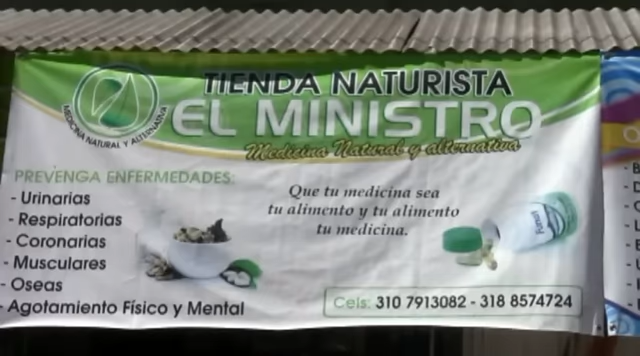 TIENDA NATURISTA
EL MINISTRO
Medicina Natural y alternativa
MEDICINA NATURAL Y ALTERNATIVA
PREVENGA ENFERMEDADES:
- Urinarias
- Respiratorias
- Coronarias
- Musculares
- Oseas
- Agotamiento Físico y Mental
Que tu medicina sea
tu alimento y tu alimento
tu medicina.
Cels: 310 7913082 - 318 8574724